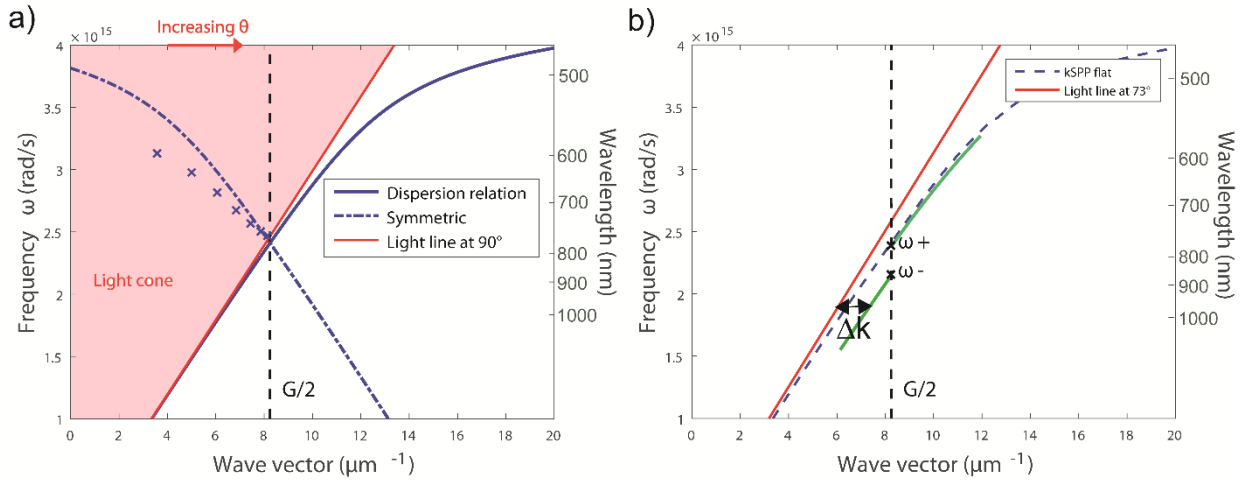 a)
Increasing θ
4 × 10^15
3.5
3
2.5
2
1.5
1
Frequency ω (rad/s)
0 2 4 6 8 10 12 14 16 18 20
Wave vector (μm ⁻¹)
500
600
700
800
900
1000
Wavelength (nm)
Dispersion relation
Symmetric
Light line at 90°
Light cone
G/2
b)
4 × 10^15
3.5
3
2.5
2
1.5
1
Frequency ω (rad/s)
0 2 4 6 8 10 12 14 16 18 20
Wave vector (μm ⁻¹)
500
600
700
800
900
1000
Wavelength (nm)
kSPP flat
Light line at 73°
ω+
ω-
Δk
G/2